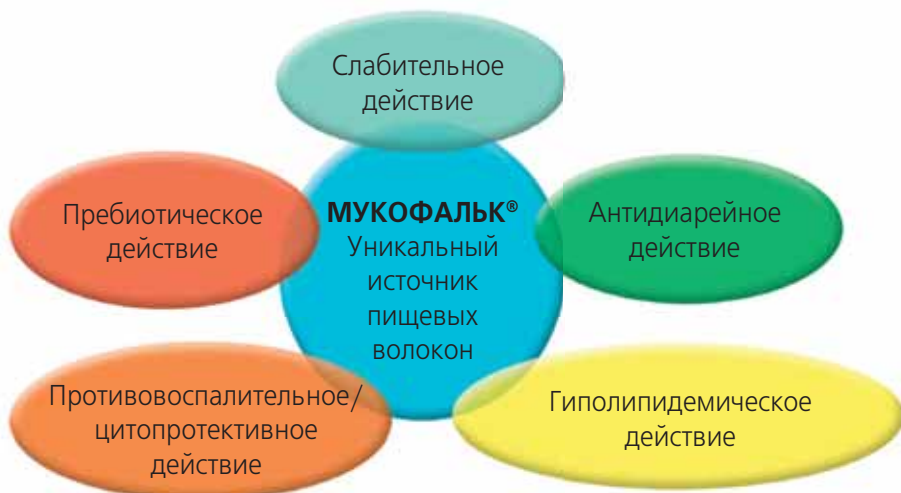 Слабительное
действие
Пребиотическое
действие
МУКОФАЛЬК®
Уникальный
источник
пищевых
волокон
Антидиарейное
действие
Противовоспалительное/
цитопротективное
действие
Гиполипидемическое
действие